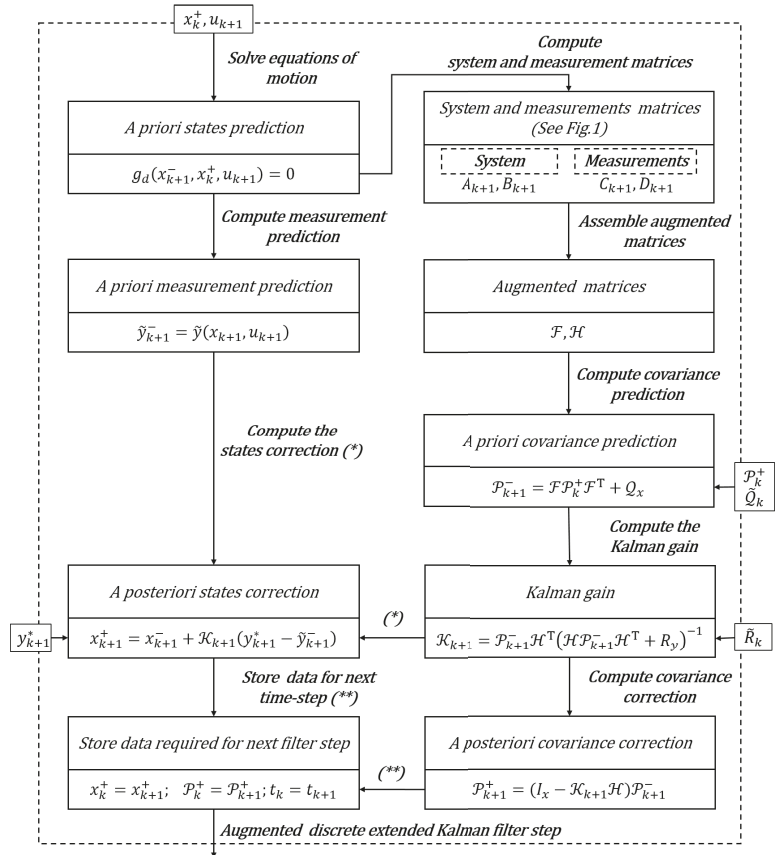 x_k^+, u_{k+1}
Solve equations of
motion
A priori states prediction
g_d(x_{k+1}^-, x_k^+, u_{k+1}) = 0
Compute
system and measurement matrices
System and measurements matrices
(See Fig.1)
System
Measurements
A_{k+1}, B_{k+1}
C_{k+1}, D_{k+1}
Compute measurement
prediction
Assemble augmented
matrices
A priori measurement prediction
ỹ_{k+1}^- = ỹ(x_{k+1}, u_{k+1})
Augmented matrices
ℱ, ℋ
Compute covariance
prediction
Compute the
states correction (*)
A priori covariance prediction
𝒫_{k+1}^- = ℱ𝒫_k^+ℱ^T + Q_x
𝒫_k^+
Q̃_k
Compute the
Kalman gain
A posteriori states correction
y_{k+1}^*
x_{k+1}^+ = x_{k+1}^- + 𝒦_{k+1}(y_{k+1}^* − ỹ_{k+1}^-)
(*)
Kalman gain
𝒦_{k+1} = 𝒫_{k+1}^-ℋ^T(ℋ𝒫_{k+1}^-ℋ^T + R_y)^{−1}
R̃_k
Store data for next
time-step (**)
Compute covariance
correction
Store data required for next filter step
x_k^+ = x_{k+1}^+; 𝒫_k^+ = 𝒫_{k+1}^+; t_k = t_{k+1}
(**)
A posteriori covariance correction
𝒫_{k+1}^+ = (I_x − 𝒦_{k+1}ℋ)𝒫_{k+1}^-
Augmented discrete extended Kalman filter step